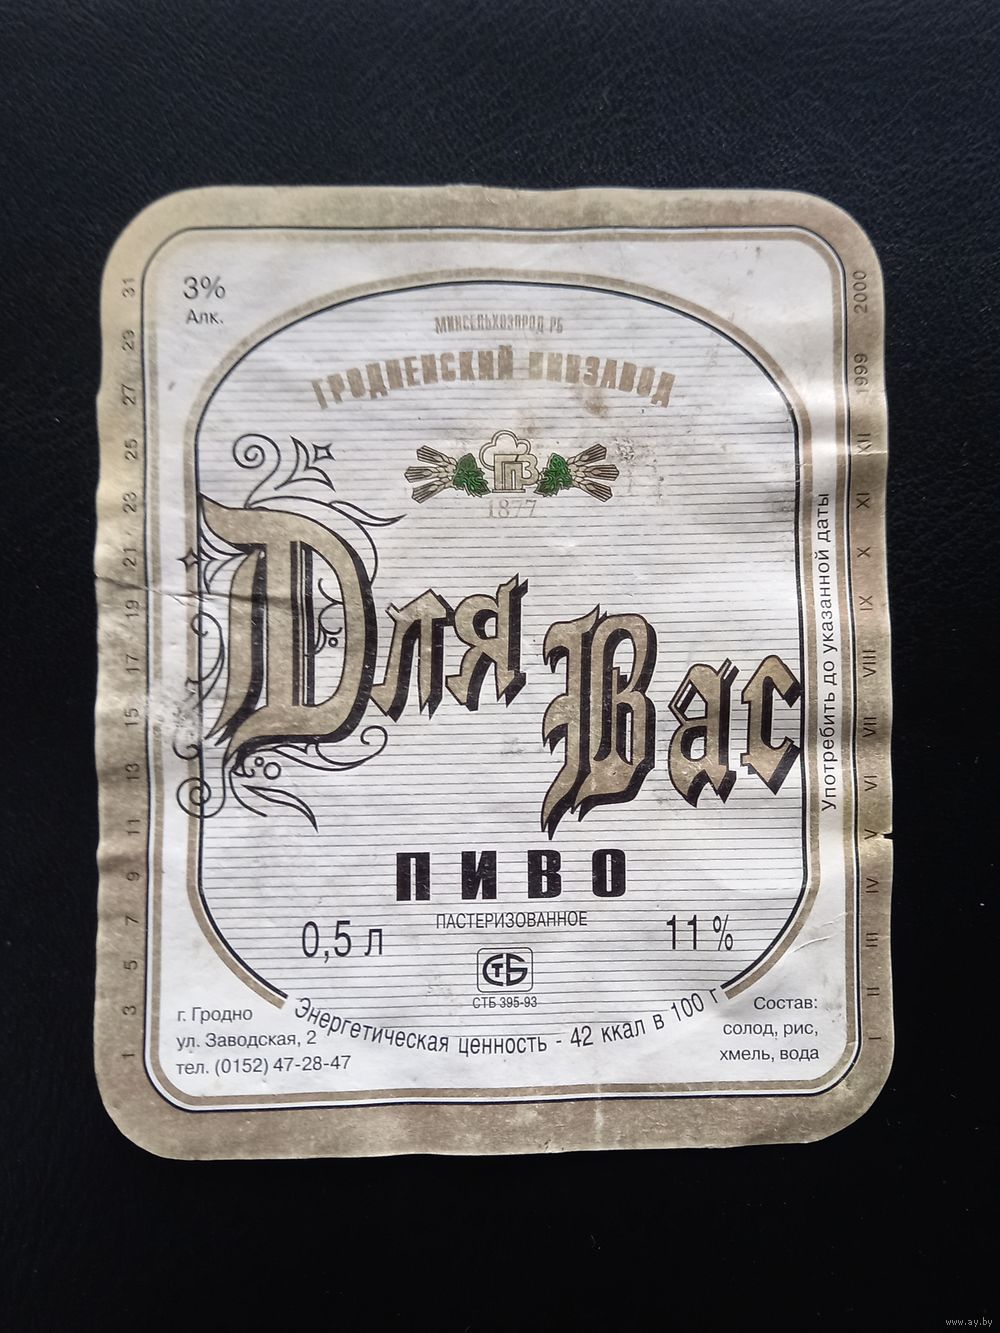 3%
Алк.
МИНСЕЛЬХОЗПРОД РБ
ГРОДНЕНСКИЙ ПИВЗАВОД
ГПЗ
1877
Для Вас
ПИВО
ПАСТЕРИЗОВАННОЕ
0,5 л
11 %
СТБ
СТБ 395-93
Энергетическая ценность - 42 ккал в 100 г
г. Гродно
ул. Заводская, 2
тел. (0152) 47-28-47
Состав:
солод, рис,
хмель, вода
Употребить до указанной даты
1 3 5 7 9 11 13 15 17 19 21 23 25 27 29 31
I II III IV V VI VII VIII IX X XI XII 1999 2000
www.ay.by